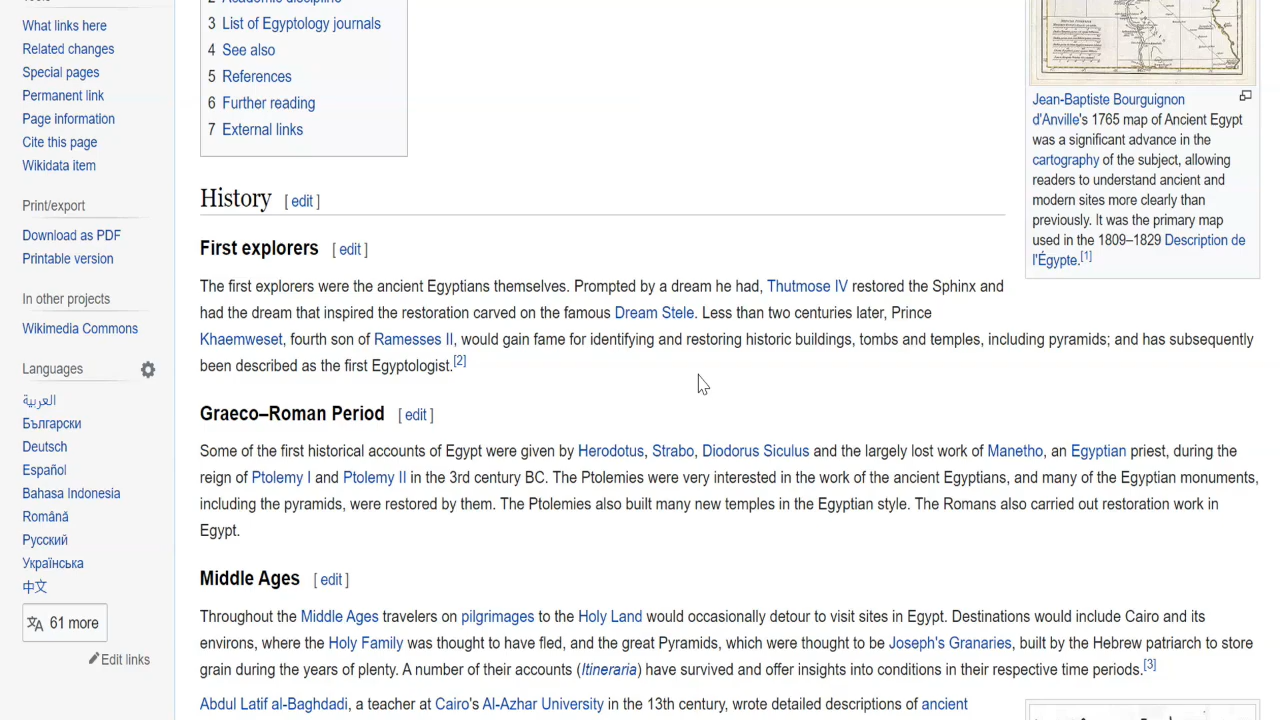 What links here
Related changes
Special pages
Permanent link
Page information
Cite this page
Wikidata item
Print/export
Download as PDF
Printable version
In other projects
Wikimedia Commons
Languages
العربية
Български
Deutsch
Español
Bahasa Indonesia
Română
Русский
Українська
中文
61 more
Edit links
3 List of Egyptology journals
4 See also
5 References
6 Further reading
7 External links
History [ edit ]
First explorers [ edit ]
The first explorers were the ancient Egyptians themselves. Prompted by a dream he had, Thutmose IV restored the Sphinx and
had the dream that inspired the restoration carved on the famous Dream Stele. Less than two centuries later, Prince
Khaemweset, fourth son of Ramesses II, would gain fame for identifying and restoring historic buildings, tombs and temples, including pyramids; and has subsequently
been described as the first Egyptologist.[2]
Graeco–Roman Period [ edit ]
Some of the first historical accounts of Egypt were given by Herodotus, Strabo, Diodorus Siculus and the largely lost work of Manetho, an Egyptian priest, during the
reign of Ptolemy I and Ptolemy II in the 3rd century BC. The Ptolemies were very interested in the work of the ancient Egyptians, and many of the Egyptian monuments,
including the pyramids, were restored by them. The Ptolemies also built many new temples in the Egyptian style. The Romans also carried out restoration work in
Egypt.
Middle Ages [ edit ]
Throughout the Middle Ages travelers on pilgrimages to the Holy Land would occasionally detour to visit sites in Egypt. Destinations would include Cairo and its
environs, where the Holy Family was thought to have fled, and the great Pyramids, which were thought to be Joseph's Granaries, built by the Hebrew patriarch to store
grain during the years of plenty. A number of their accounts (Itineraria) have survived and offer insights into conditions in their respective time periods.[3]
Abdul Latif al-Baghdadi, a teacher at Cairo's Al-Azhar University in the 13th century, wrote detailed descriptions of ancient
Jean-Baptiste Bourguignon
d'Anville's 1765 map of Ancient Egypt
was a significant advance in the
cartography of the subject, allowing
readers to understand ancient and
modern sites more clearly than
previously. It was the primary map
used in the 1809–1829 Description de
l'Égypte.[1]